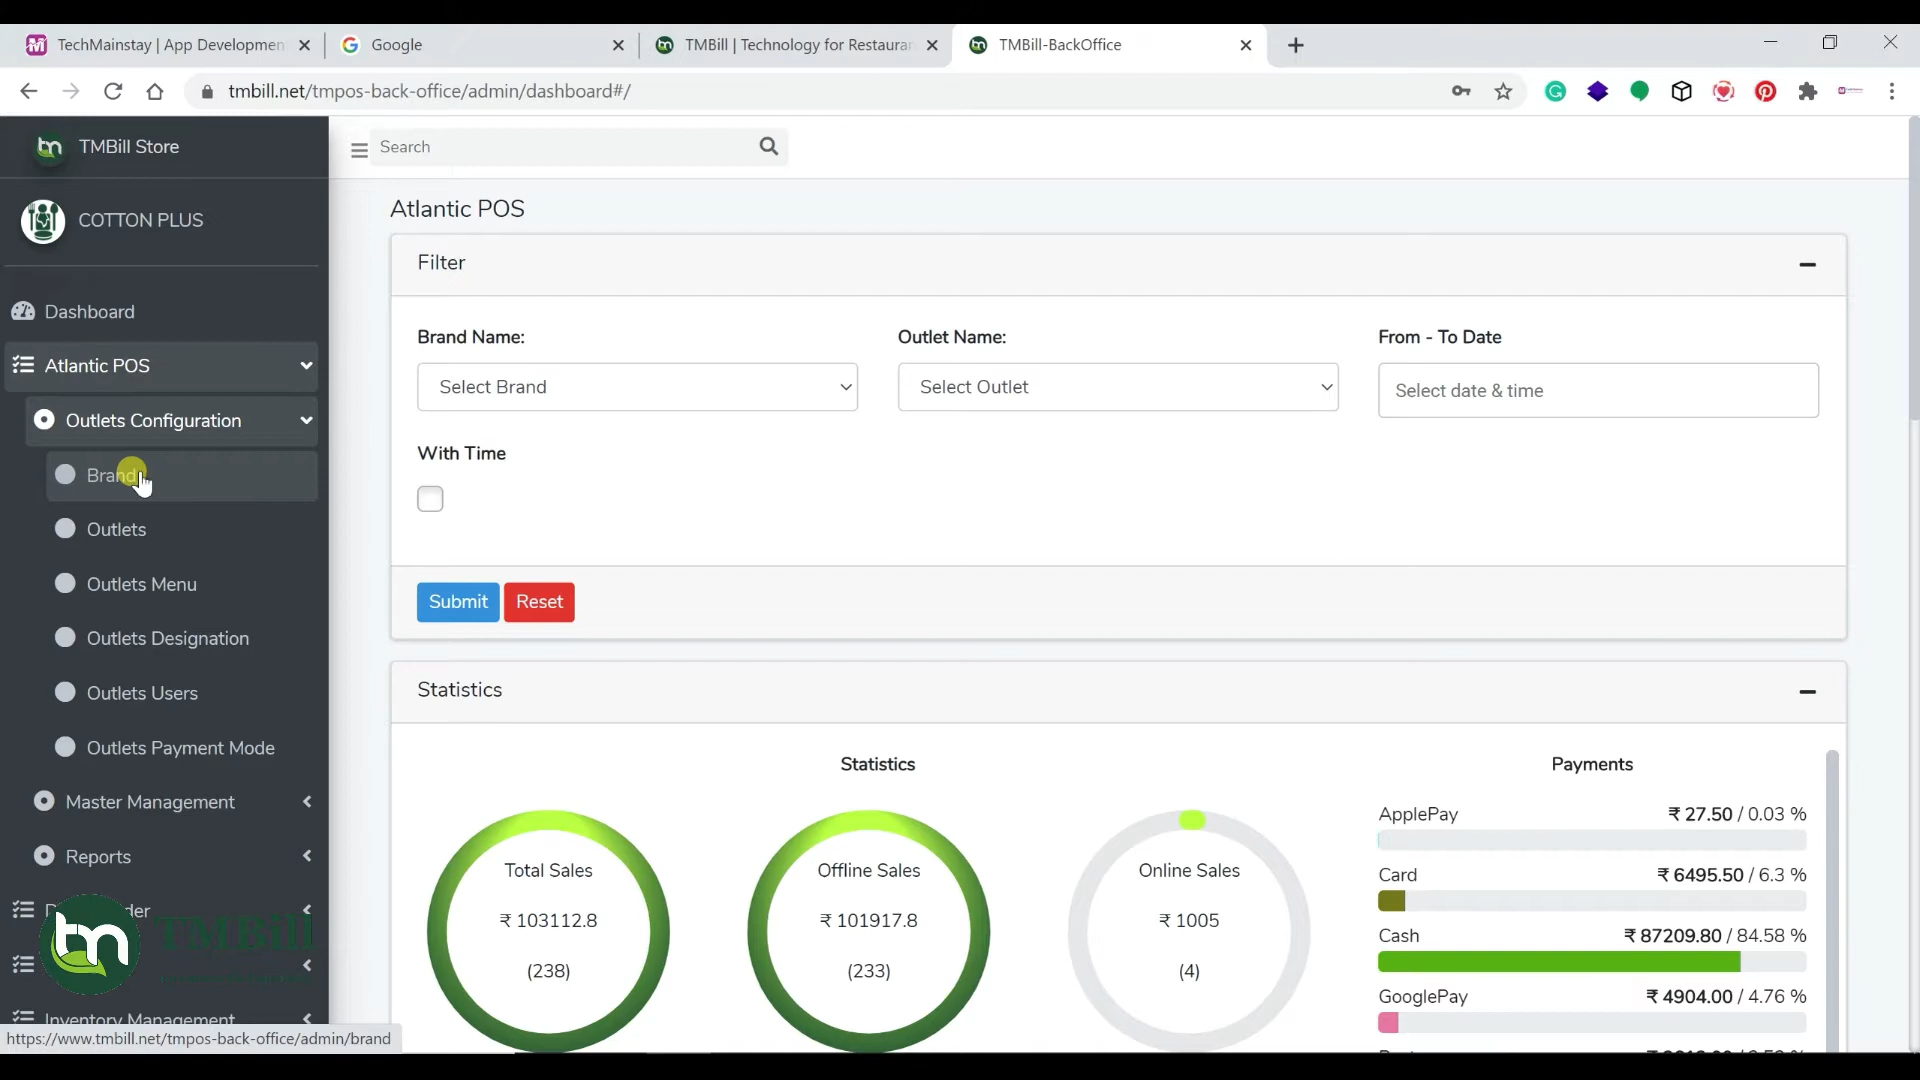 TechMainstay | App Developmen
Google
TMBill | Technology for Restauran
TMBill-BackOffice
tmbill.net/tmpos-back-office/admin/dashboard#/
TMBill Store
Search
COTTON PLUS
Atlantic POS
Filter
Dashboard
Brand Name:
Outlet Name:
From - To Date
Atlantic POS
Select Brand
Select Outlet
Select date & time
Outlets Configuration
With Time
Brand
Outlets
Outlets Menu
Submit
Reset
Outlets Designation
Outlets Users
Statistics
Outlets Payment Mode
Statistics
Payments
Master Management
ApplePay
₹ 27.50 / 0.03 %
Reports
Total Sales
Offline Sales
Online Sales
Card
₹ 6495.50 / 6.3 %
₹ 103112.8
₹ 101917.8
₹ 1005
Cash
₹ 87209.80 / 84.58 %
TMBill
(238)
(233)
(4)
GooglePay
₹ 4904.00 / 4.76 %
Inventory Management
https://www.tmbill.net/tmpos-back-office/admin/brand